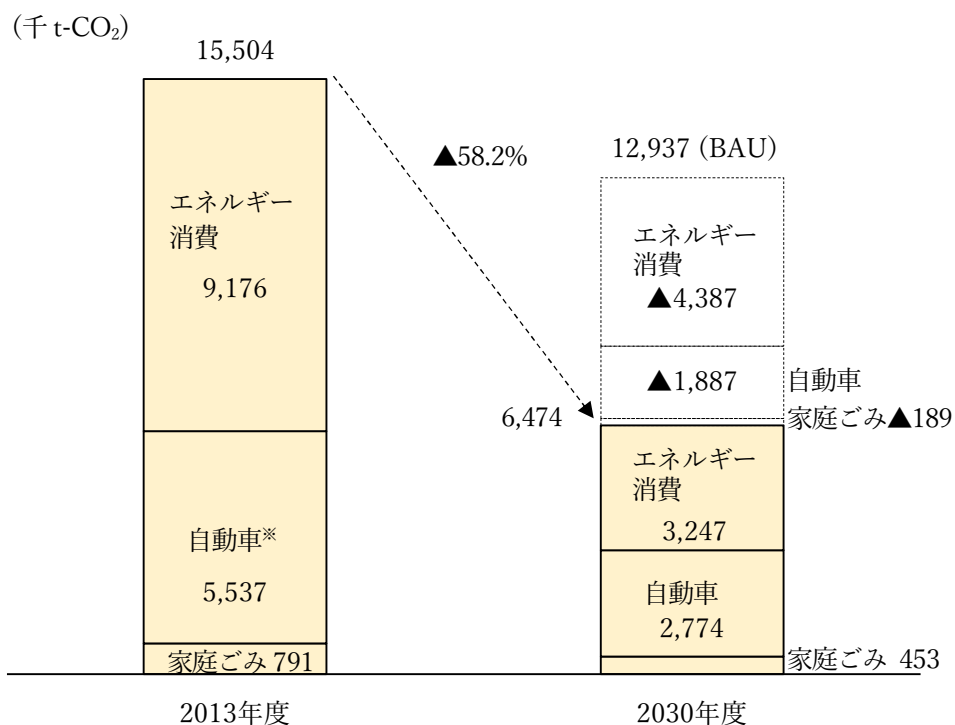 (千 t-CO₂)
15,504
エネルギー
消費
9,176
自動車※
5,537
家庭ごみ 791
2013年度
▲58.2%
12,937 (BAU)
エネルギー
消費
▲4,387
▲1,887
自動車
家庭ごみ▲189
6,474
エネルギー
消費
3,247
自動車
2,774
家庭ごみ 453
2030年度